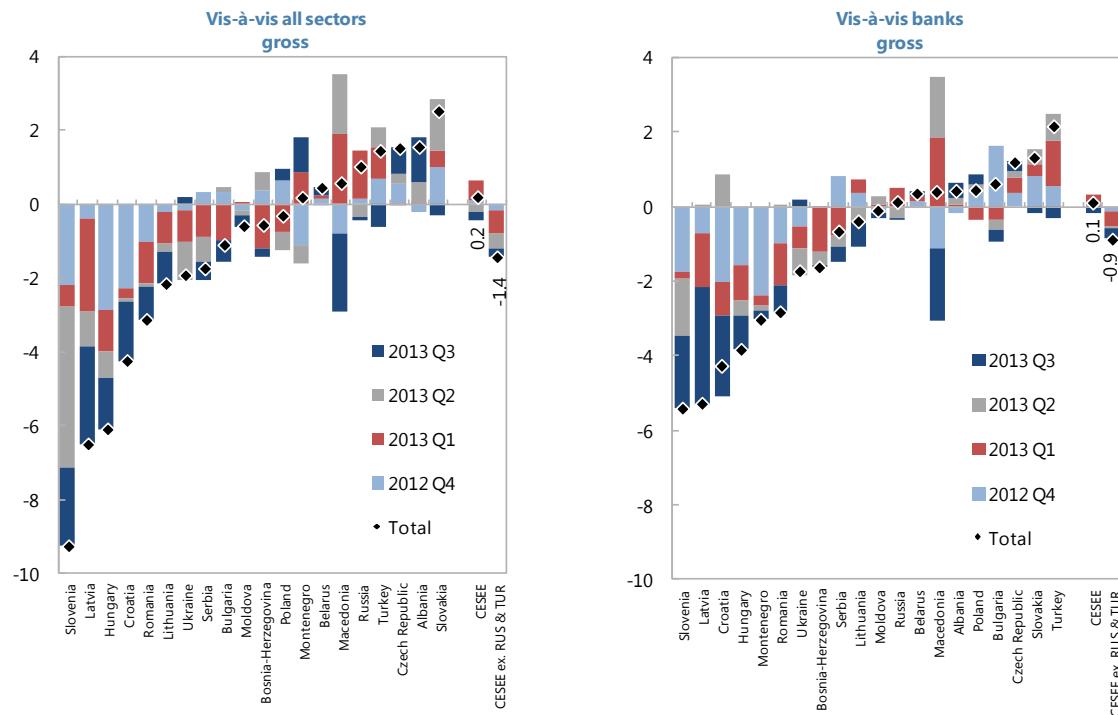 Vis-à-vis all sectors
gross
4
2
0
-2
-4
-6
-8
-10
0.2
-1.4
2013 Q3
2013 Q2
2013 Q1
2012 Q4
Total
Slovenia
Latvia
Hungary
Croatia
Romania
Lithuania
Ukraine
Serbia
Bulgaria
Moldova
Bosnia-Herzegovina
Poland
Montenegro
Belarus
Macedonia
Russia
Turkey
Czech Republic
Albania
Slovakia
CESEE
CESEE ex. RUS & TUR
Vis-à-vis banks
gross
4
2
0
-2
-4
-6
-8
-10
0.1
-0.9
2013 Q3
2013 Q2
2013 Q1
2012 Q4
Total
Slovenia
Latvia
Croatia
Hungary
Montenegro
Romania
Ukraine
Bosnia-Herzegovina
Serbia
Lithuania
Moldova
Russia
Belarus
Macedonia
Albania
Poland
Bulgaria
Czech Republic
Slovakia
Turkey
CESEE
CESEE ex. RUS & TUR